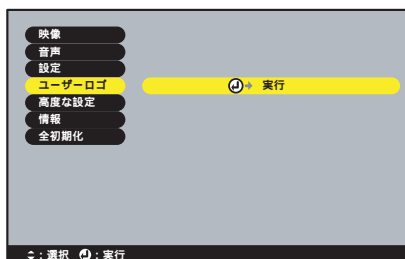 映像
音声
設定
ユーザーロゴ 実行
高度な設定
情報
全初期化
：選択 ：実行